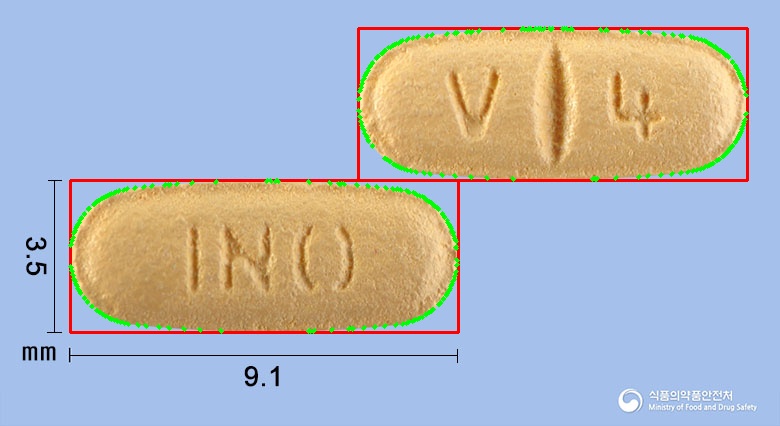 V 4
INO
3.5
mm
9.1
식품의약품안전처
Ministry of Food and Drug Safety